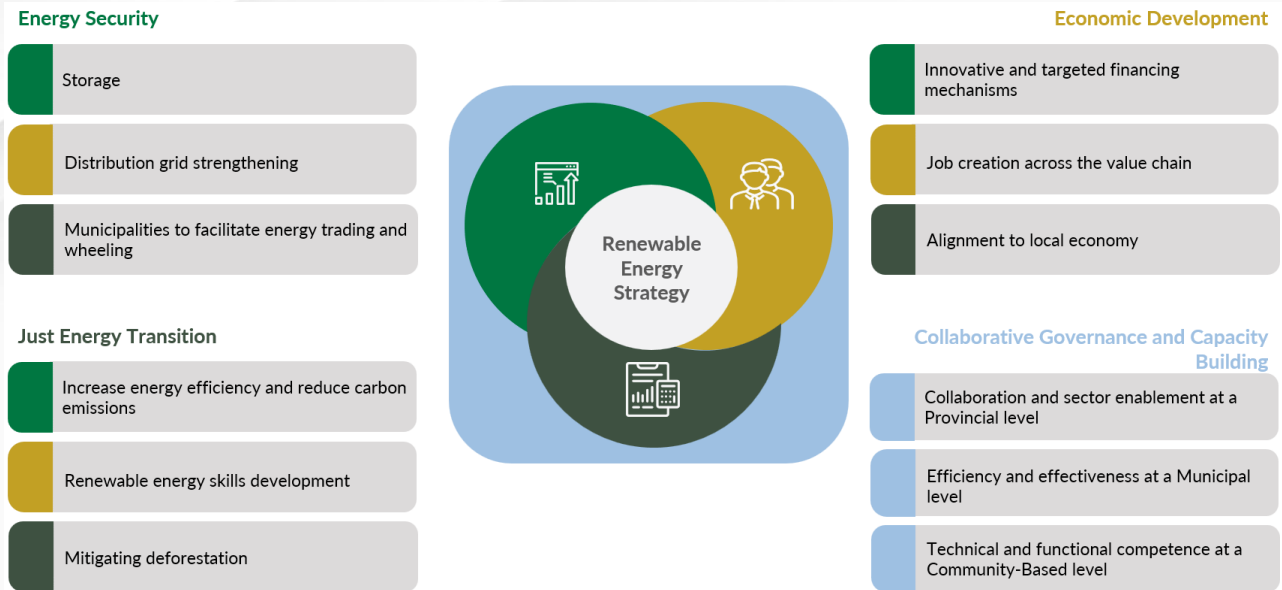 Energy Security
Storage
Distribution grid strengthening
Municipalities to facilitate energy trading and
wheeling
Just Energy Transition
Increase energy efficiency and reduce carbon
emissions
Renewable energy skills development
Mitigating deforestation
Renewable
Energy
Strategy
Economic Development
Innovative and targeted financing
mechanisms
Job creation across the value chain
Alignment to local economy
Collaborative Governance and Capacity
Building
Collaboration and sector enablement at a
Provincial level
Efficiency and effectiveness at a Municipal
level
Technical and functional competence at a
Community-Based level